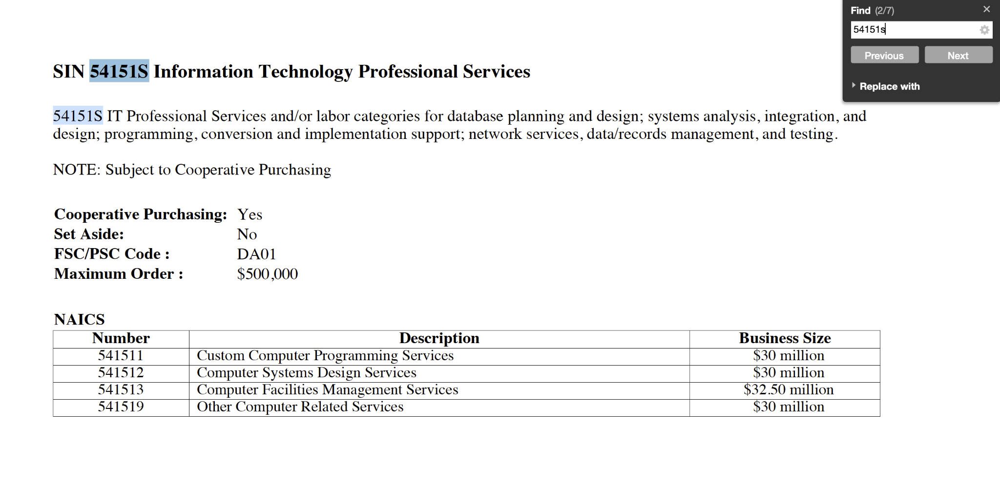 Find (2/7)
54151s
Previous Next
Replace with
SIN 54151S Information Technology Professional Services
54151S IT Professional Services and/or labor categories for database planning and design; systems analysis, integration, and
design; programming, conversion and implementation support; network services, data/records management, and testing.
NOTE: Subject to Cooperative Purchasing
Cooperative Purchasing: Yes
Set Aside: No
FSC/PSC Code : DA01
Maximum Order : $500,000
NAICS
Number Description Business Size
541511 Custom Computer Programming Services $30 million
541512 Computer Systems Design Services $30 million
541513 Computer Facilities Management Services $32.50 million
541519 Other Computer Related Services $30 million